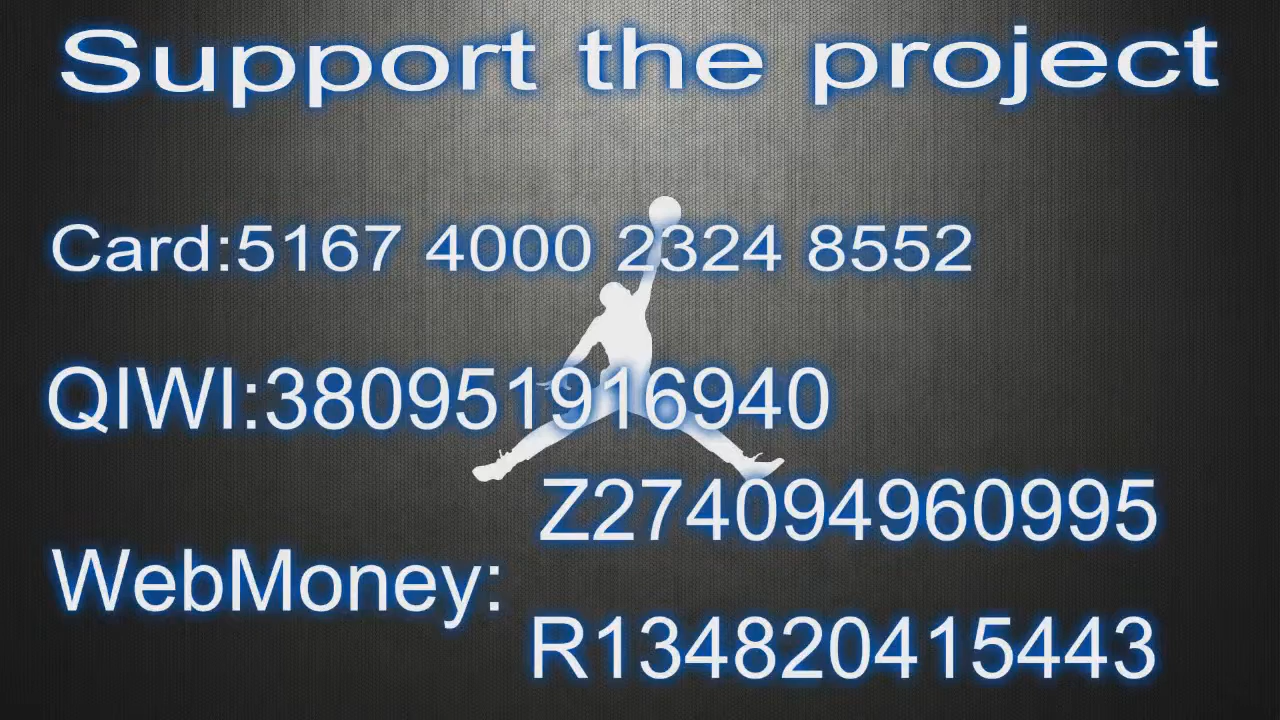 Support the project
Card:5167 4000 2324 8552
QIWI:380951916940
Z274094960995
WebMoney:
R134820415443